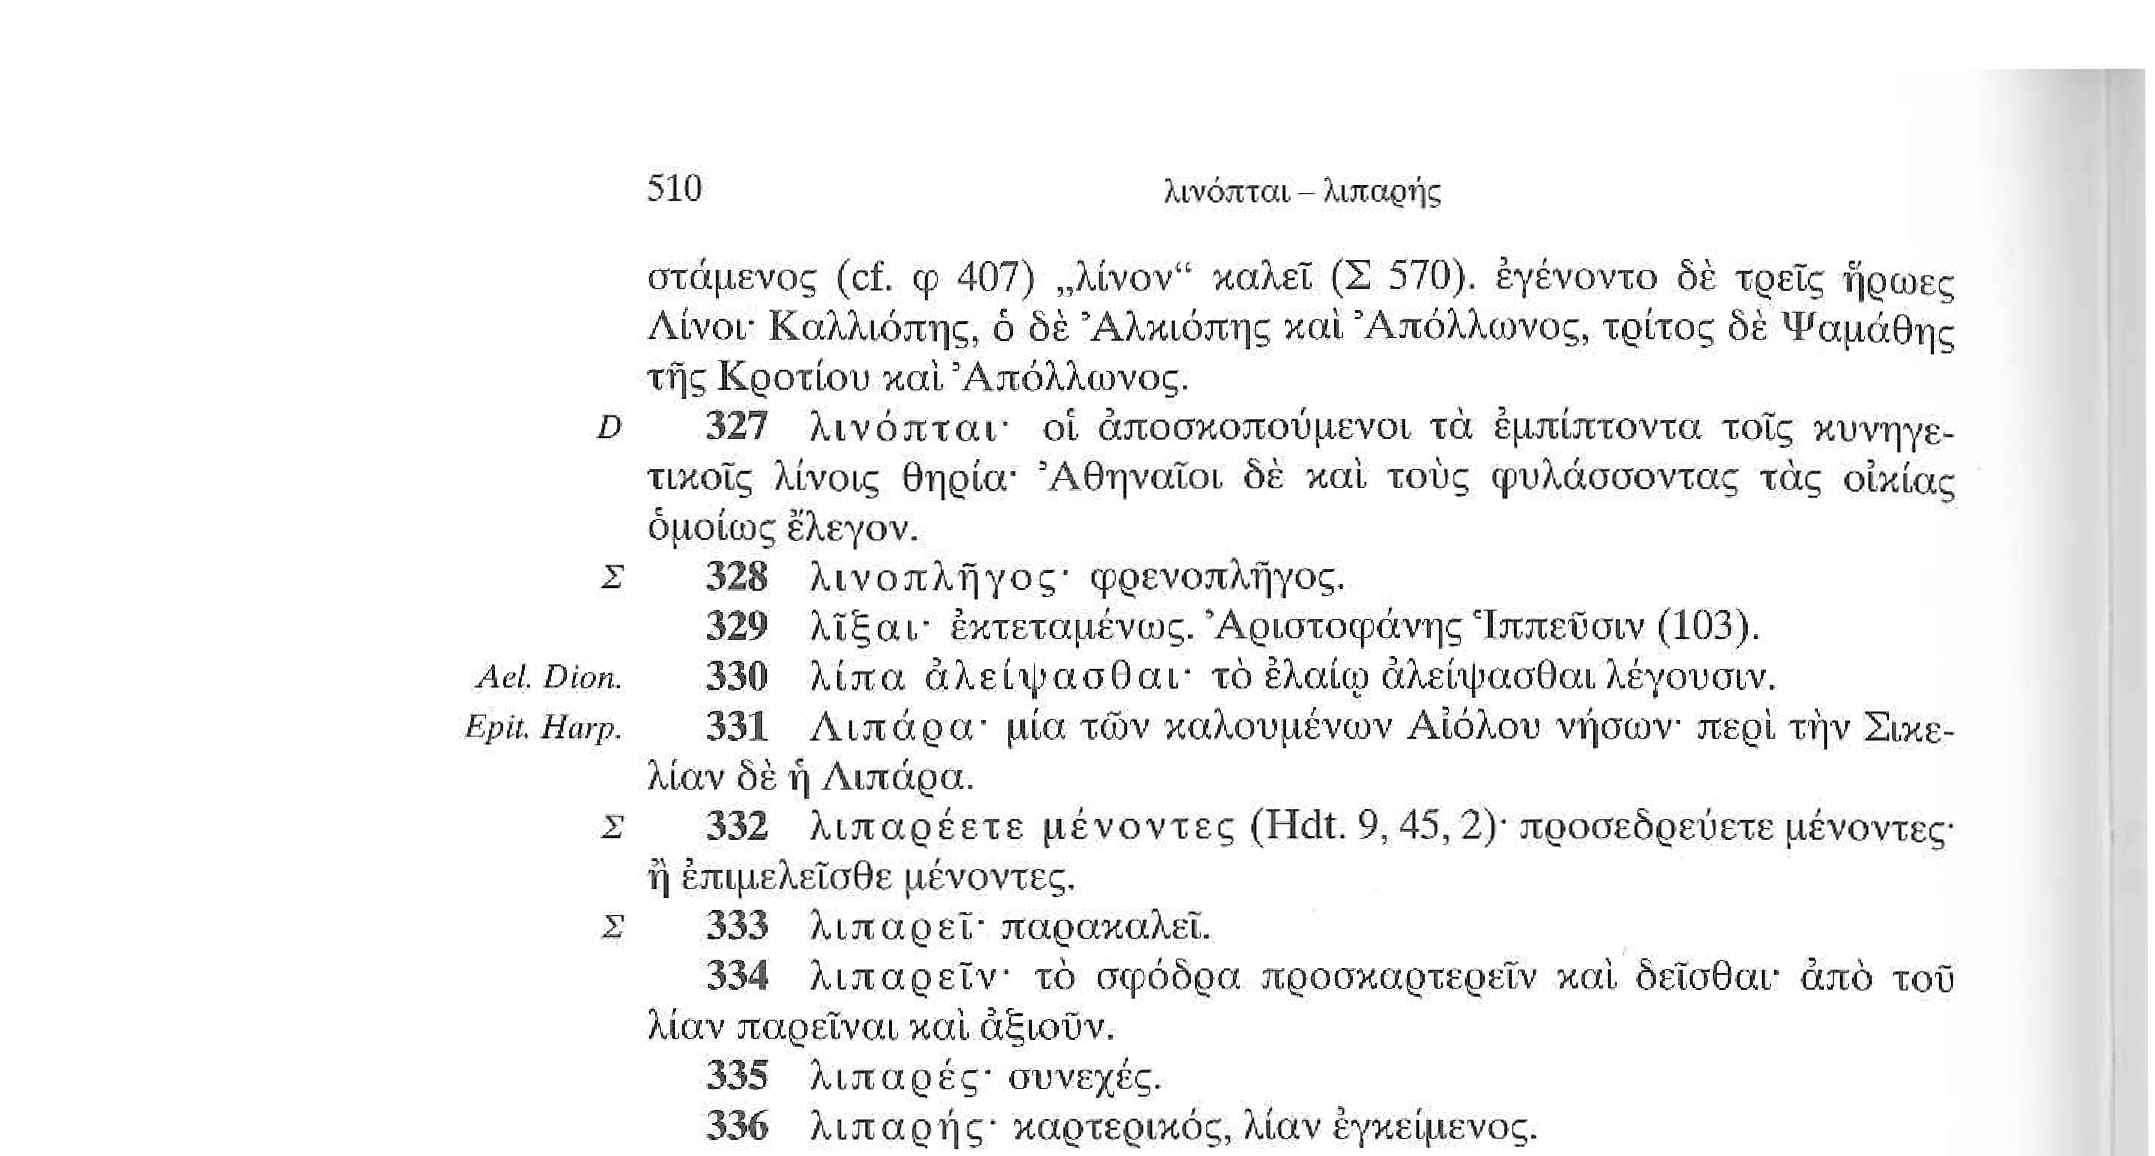 510 λινόπται – λιπαρής
στάμενος (cf. φ 407) „λίνον“ καλεῖ (Σ 570). ἐγένοντο δὲ τρεῖς ἥρωες
Λίνοι· Καλλιόπης, ὁ δὲ Ἀλκιόπης καὶ Ἀπόλλωνος, τρίτος δὲ Ψαμάθης
τῆς Κροτίου καὶ Ἀπόλλωνος.
D 327 λινόπται· οἱ ἀποσκοπούμενοι τὰ ἐμπίπτοντα τοῖς κυνηγε-
τικοῖς λίνοις θηρία· Ἀθηναῖοι δὲ καὶ τοὺς φυλάσσοντας τὰς οἰκίας
ὁμοίως ἔλεγον.
Σ 328 λινοπλῆγος· φρενοπλῆγος.
329 λῖξαι· ἐκτεταμένως. Ἀριστοφάνης Ἱππεῦσιν (103).
Ael. Dion. 330 λίπα ἀλείψασθαι· τὸ ἐλαίῳ ἀλείψασθαι λέγουσιν.
Epit. Harp. 331 Λιπάρα· μία τῶν καλουμένων Αἰόλου νήσων· περὶ τὴν Σικε-
λίαν δὲ ἡ Λιπάρα.
Σ 332 λιπαρέετε μένοντες (Hdt. 9, 45, 2)· προσεδρεύετε μένοντες·
ἢ ἐπιμελεῖσθε μένοντες.
Σ 333 λιπαρεῖ· παρακαλεῖ.
334 λιπαρεῖν· τὸ σφόδρα προσκαρτερεῖν καὶ δεῖσθαι· ἀπὸ τοῦ
λίαν παρεῖναι καὶ ἀξιοῦν.
335 λιπαρές· συνεχές.
336 λιπαρής· καρτερικός, λίαν ἐγκείμενος.